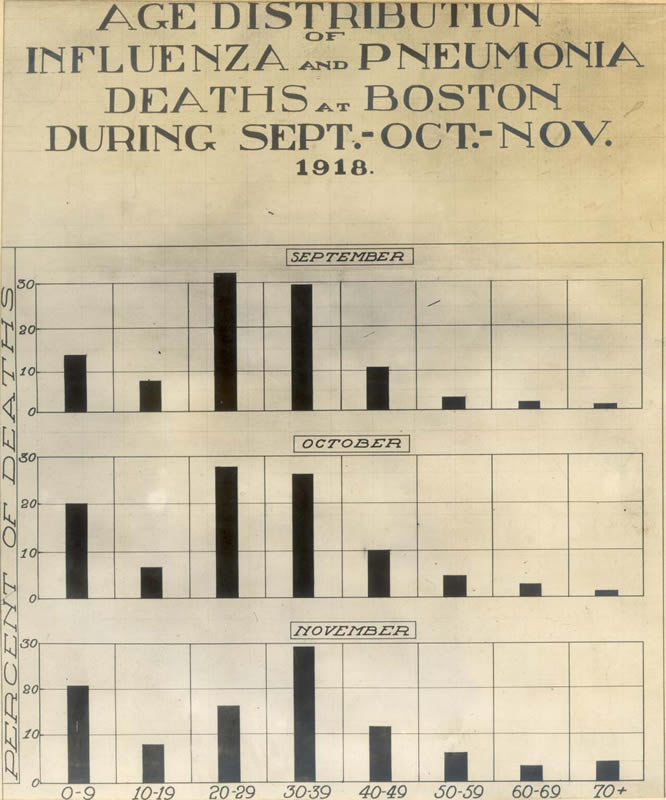 AGE DISTRIBUTION
OF
INFLUENZA AND PNEUMONIA
DEATHS AT BOSTON
DURING SEPT.-OCT.-NOV.
1918.
PERCENT OF DEATHS
SEPTEMBER
30
20
10
0
OCTOBER
30
20
10
0
NOVEMBER
30
20
10
0
0-9 10-19 20-29 30-39 40-49 50-59 60-69 70+